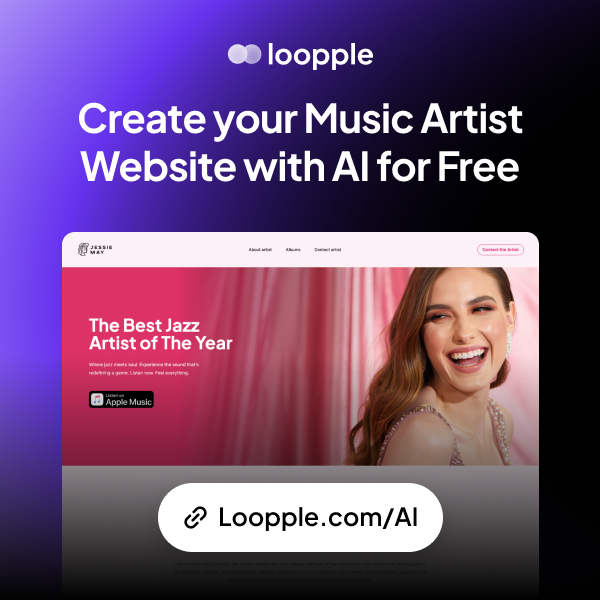 loopple
Create your Music Artist
Website with AI for Free
JESSIE
MAY
About artist
Albums
Contact artist
Contact the Artist
The Best Jazz
Artist of The Year
Where jazz meets soul. Experience the sound that's
redefining a game. Listen now. Feel everything.
Listen on
Apple Music
Loopple.com/AI